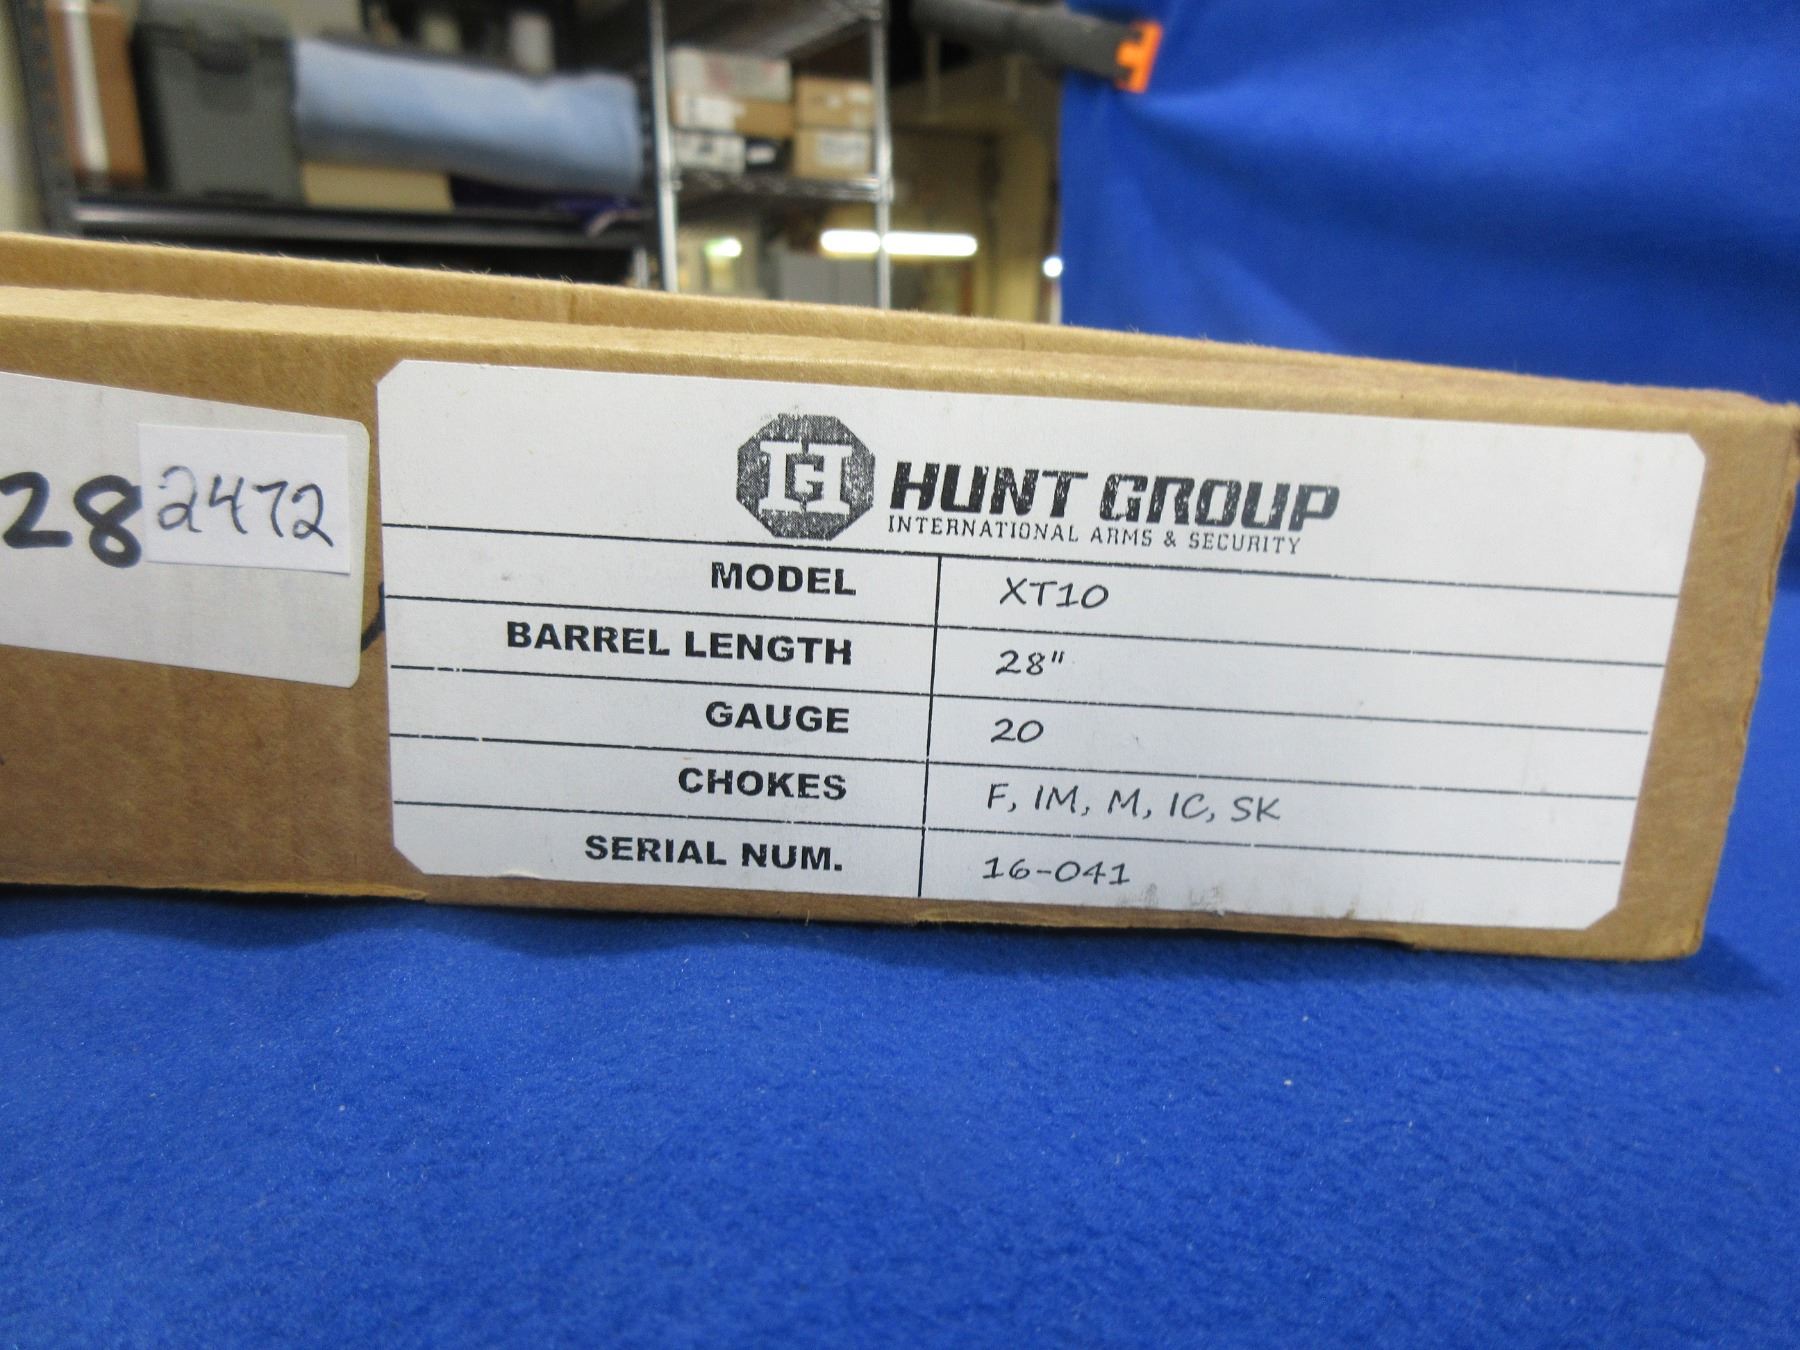 28 2472
HG HUNT GROUP
INTERNATIONAL ARMS & SECURITY
MODEL XT10
BARREL LENGTH 28"
GAUGE 20
CHOKES F, IM, M, IC, SK
SERIAL NUM. 16-041